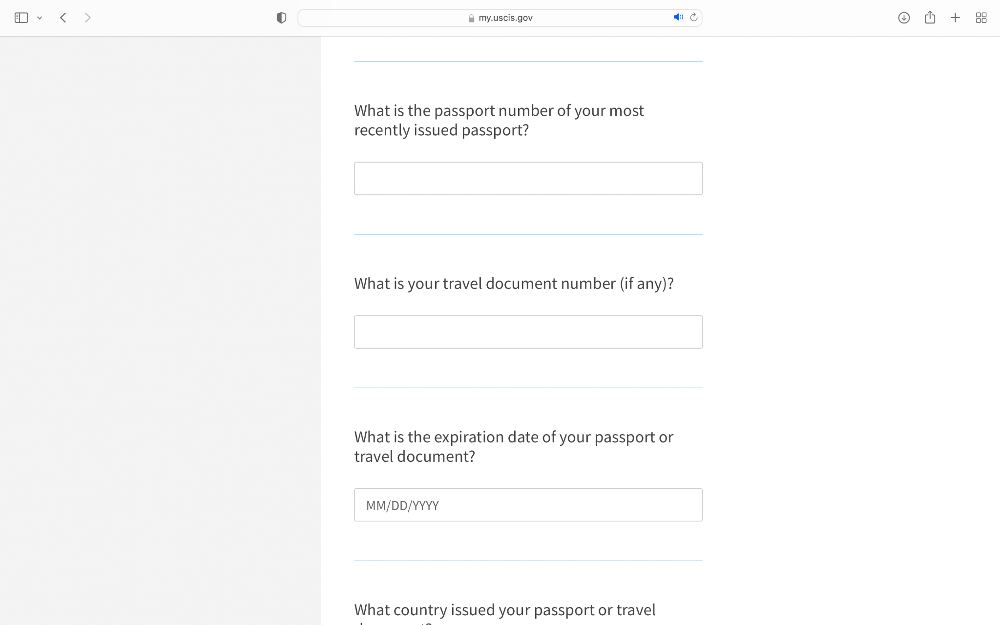 my.uscis.gov
What is the passport number of your most
recently issued passport?
What is your travel document number (if any)?
What is the expiration date of your passport or
travel document?
MM/DD/YYYY
What country issued your passport or travel